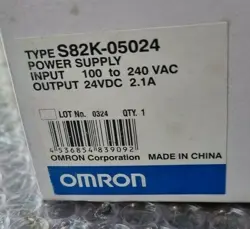 TYPE S82K-05024
POWER SUPPLY
INPUT 100 to 240 VAC
OUTPUT 24VDC 2.1A
LOT No. 0324 QTY. 1
4 536854 839092
OMRON Corporation MADE IN CHINA
OMRON